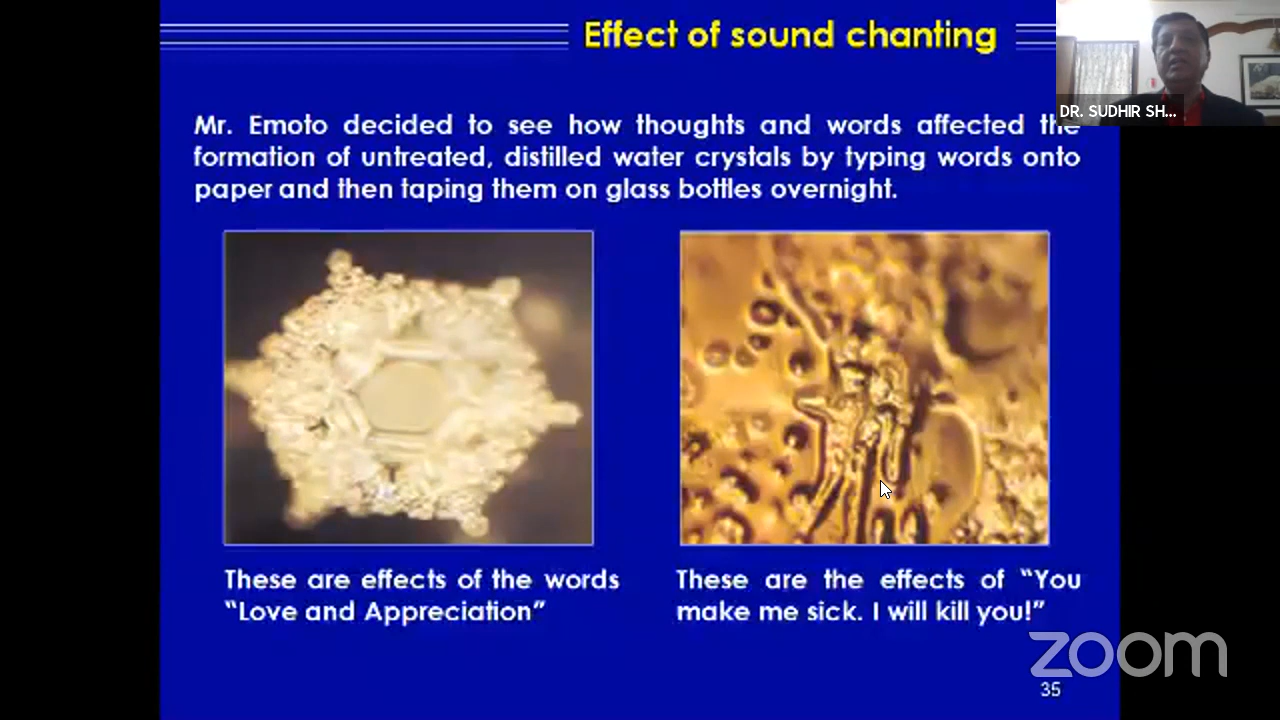 Effect of sound chanting
DR. SUDHIR SH...
Mr. Emoto decided to see how thoughts and words affected the
formation of untreated, distilled water crystals by typing words onto
paper and then taping them on glass bottles overnight.
These are effects of the words
“Love and Appreciation”
These are the effects of “You
make me sick. I will kill you!”
zoom
35